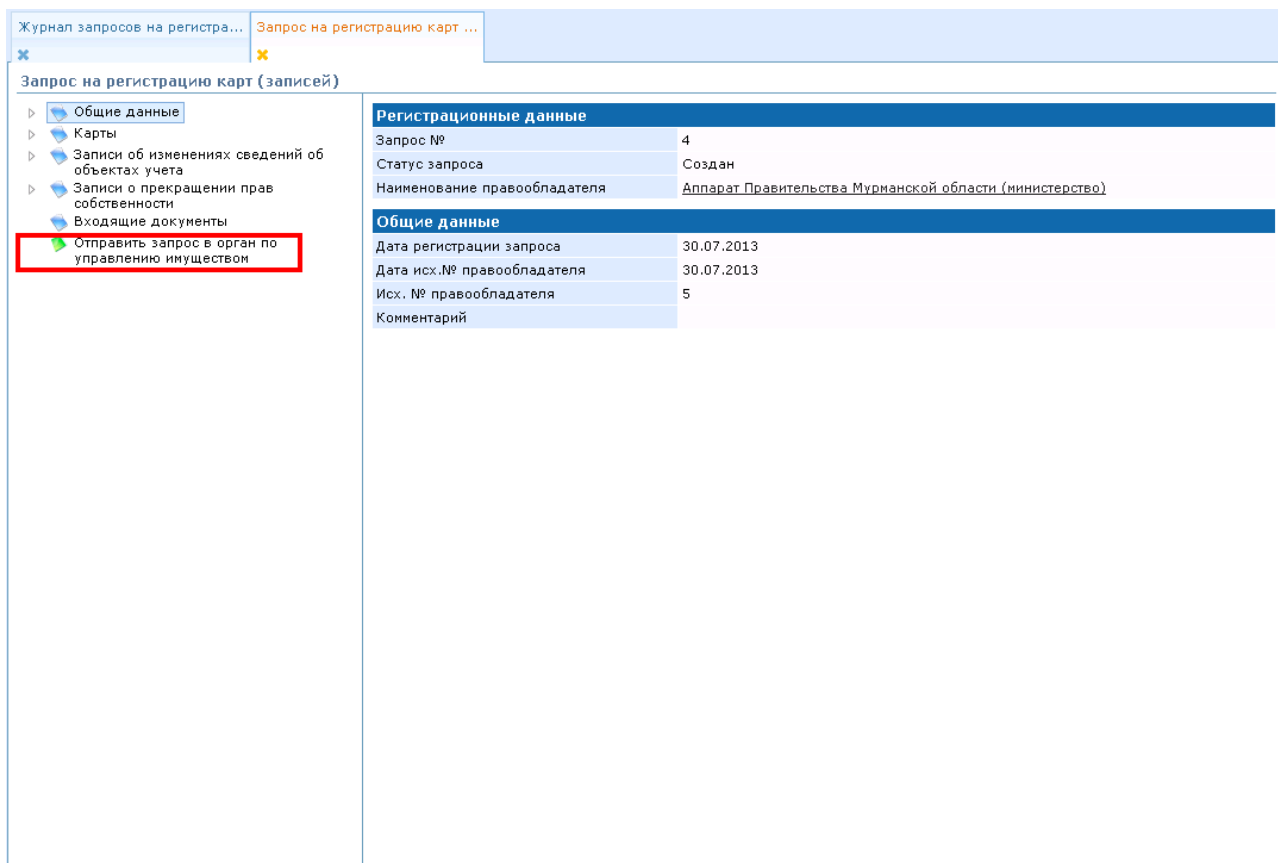 Журнал запросов на регистра...
Запрос на регистрацию карт ...
Запрос на регистрацию карт (записей)
Общие данные
Карты
Записи об изменениях сведений об
объектах учета
Записи о прекращении прав
собственности
Входящие документы
Отправить запрос в орган по
управлению имуществом
Регистрационные данные
Запрос № 4
Статус запроса Создан
Наименование правообладателя Аппарат Правительства Мурманской области (министерство)
Общие данные
Дата регистрации запроса 30.07.2013
Дата исх.№ правообладателя 30.07.2013
Исх. № правообладателя 5
Комментарий